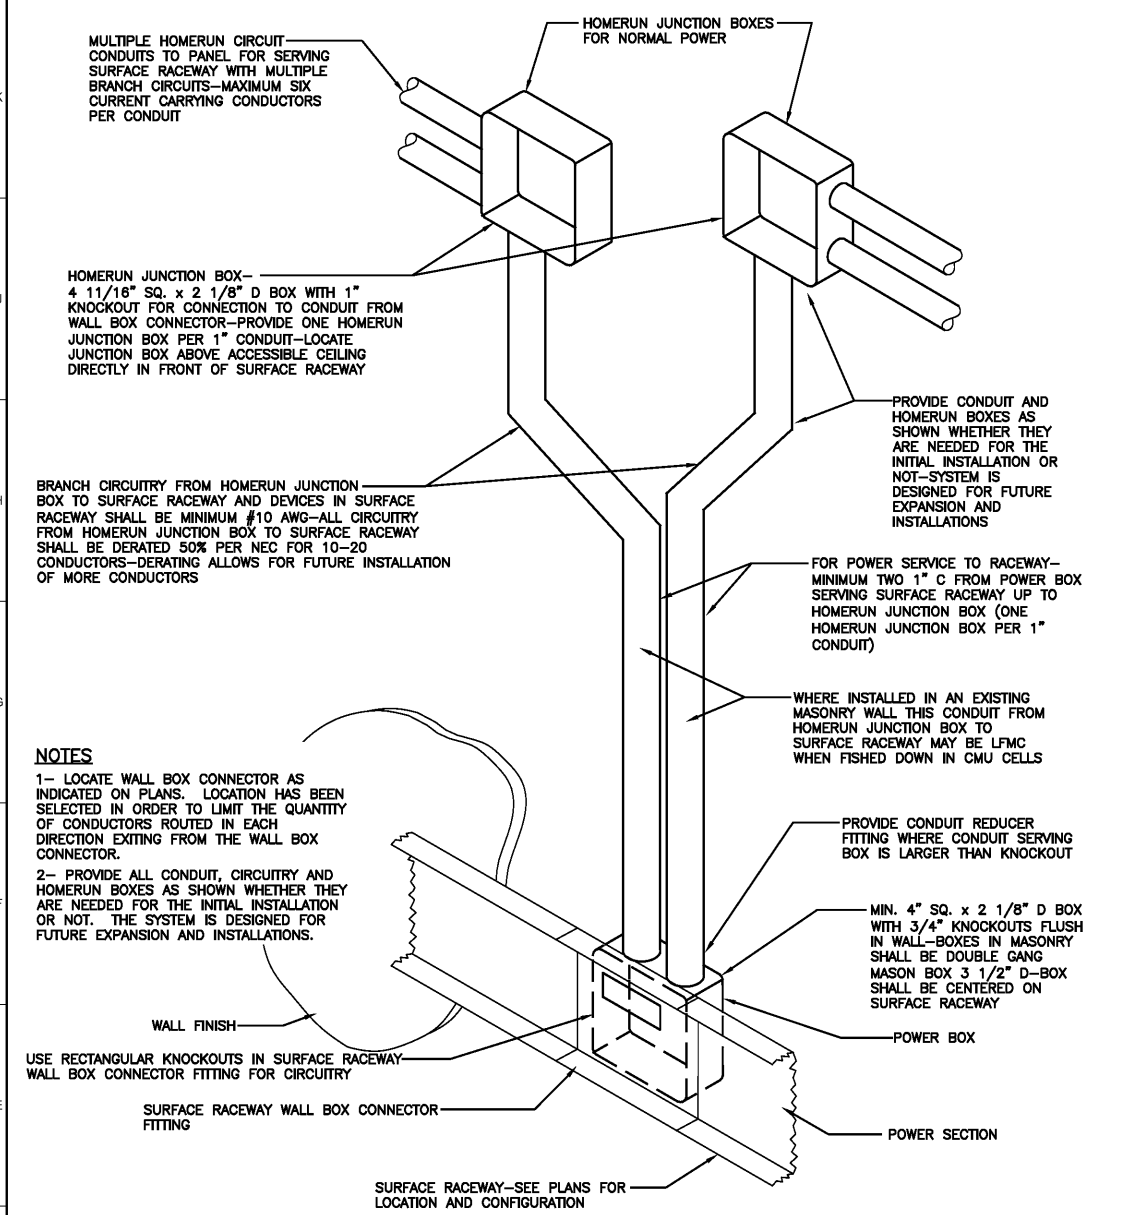 HOMERUN JUNCTION BOXES
FOR NORMAL POWER
MULTIPLE HOMERUN CIRCUIT
CONDUITS TO PANEL FOR SERVING
SURFACE RACEWAY WITH MULTIPLE
BRANCH CIRCUITS-MAXIMUM SIX
CURRENT CARRYING CONDUCTORS
PER CONDUIT
HOMERUN JUNCTION BOX-
4 11/16" SQ. x 2 1/8" D BOX WITH 1"
KNOCKOUT FOR CONNECTION TO CONDUIT FROM
WALL BOX CONNECTOR-PROVIDE ONE HOMERUN
JUNCTION BOX PER 1" CONDUIT-LOCATE
JUNCTION BOX ABOVE ACCESSIBLE CEILING
DIRECTLY IN FRONT OF SURFACE RACEWAY
PROVIDE CONDUIT AND
HOMERUN BOXES AS
SHOWN WHETHER THEY
ARE NEEDED FOR THE
INITIAL INSTALLATION OR
NOT-SYSTEM IS
DESIGNED FOR FUTURE
EXPANSION AND
INSTALLATIONS
BRANCH CIRCUITRY FROM HOMERUN JUNCTION
BOX TO SURFACE RACEWAY AND DEVICES IN SURFACE
RACEWAY SHALL BE MINIMUM #10 AWG-ALL CIRCUITRY
FROM HOMERUN JUNCTION BOX TO SURFACE RACEWAY
SHALL BE DERATED 50% PER NEC FOR 10-20
CONDUCTORS-DERATING ALLOWS FOR FUTURE INSTALLATION
OF MORE CONDUCTORS
FOR POWER SERVICE TO RACEWAY-
MINIMUM TWO 1" C FROM POWER BOX
SERVING SURFACE RACEWAY UP TO
HOMERUN JUNCTION BOX (ONE
HOMERUN JUNCTION BOX PER 1"
CONDUIT)
WHERE INSTALLED IN AN EXISTING
MASONRY WALL THIS CONDUIT FROM
HOMERUN JUNCTION BOX TO
SURFACE RACEWAY MAY BE LFMC
WHEN FISHED DOWN IN CMU CELLS
NOTES
1- LOCATE WALL BOX CONNECTOR AS
INDICATED ON PLANS. LOCATION HAS BEEN
SELECTED IN ORDER TO LIMIT THE QUANTITY
OF CONDUCTORS ROUTED IN EACH
DIRECTION EXITING FROM THE WALL BOX
CONNECTOR.
2- PROVIDE ALL CONDUIT, CIRCUITRY AND
HOMERUN BOXES AS SHOWN WHETHER THEY
ARE NEEDED FOR THE INITIAL INSTALLATION
OR NOT. THE SYSTEM IS DESIGNED FOR
FUTURE EXPANSION AND INSTALLATIONS.
PROVIDE CONDUIT REDUCER
FITTING WHERE CONDUIT SERVING
BOX IS LARGER THAN KNOCKOUT
MIN. 4" SQ. x 2 1/8" D BOX
WITH 3/4" KNOCKOUTS FLUSH
IN WALL-BOXES IN MASONRY
SHALL BE DOUBLE GANG
MASON BOX 3 1/2" D-BOX
SHALL BE CENTERED ON
SURFACE RACEWAY
WALL FINISH
POWER BOX
USE RECTANGULAR KNOCKOUTS IN SURFACE RACEWAY
WALL BOX CONNECTOR FITTING FOR CIRCUITRY
SURFACE RACEWAY WALL BOX CONNECTOR
FITTING
POWER SECTION
SURFACE RACEWAY-SEE PLANS FOR
LOCATION AND CONFIGURATION